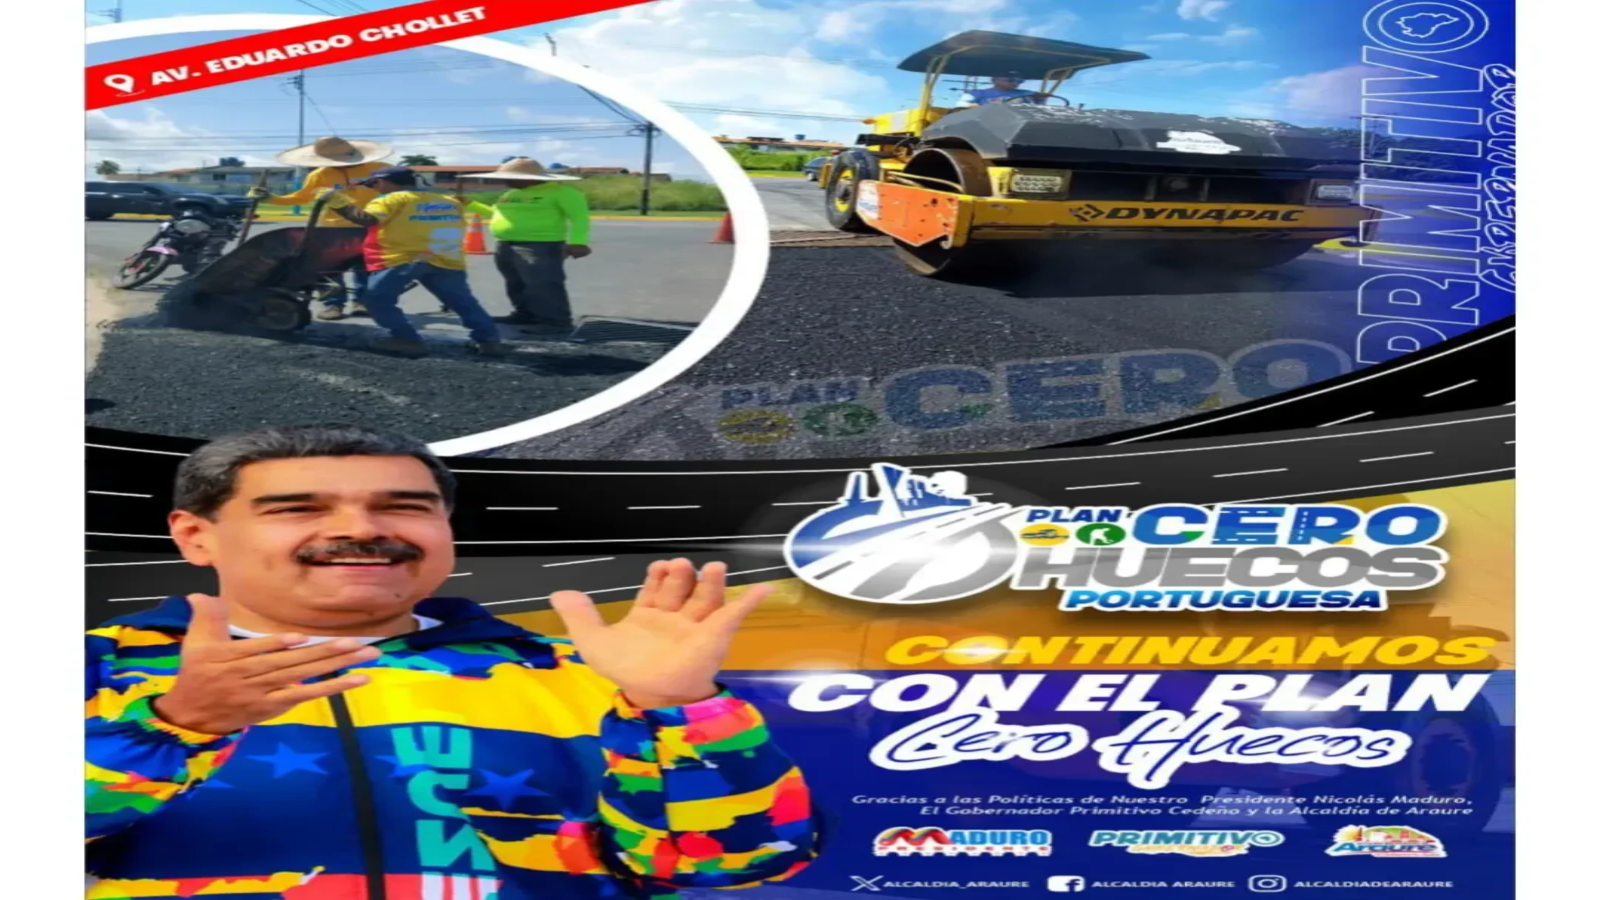 AV. EDUARDO CHOLLET
PRIMITIVO
GOBERNADOR
DYNAPAC
PLAN CERO
PLAN CERO
HUECOS
PORTUGUESA
CONTINUAMOS
CON EL PLAN
Cero Huecos
Gracias a las Políticas de Nuestro Presidente Nicolás Maduro,
El Gobernador Primitivo Cedeño y la Alcaldía de Araure
MADURO
PRESIDENTE
PRIMITIVO
Araure
ALCALDIA_ARAURE
ALCALDIA ARAURE
ALCALDIADEARAURE